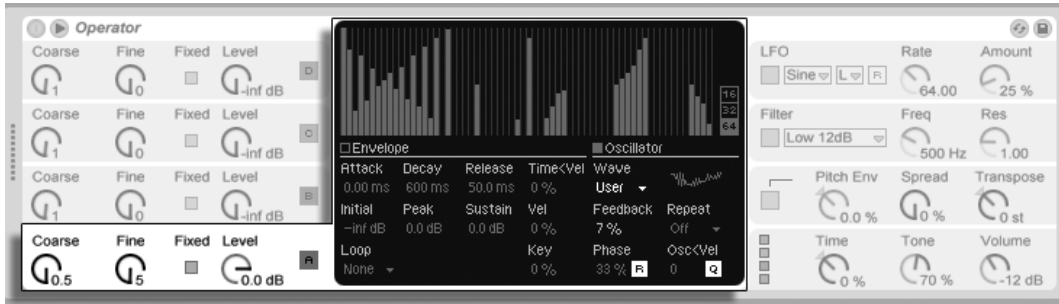 Operator
Coarse Fine Fixed Level
1 0 -inf dB D
Coarse Fine Fixed Level
1 0 -inf dB C
Coarse Fine Fixed Level
1 0 -inf dB B
Coarse Fine Fixed Level
0.5 5 0.0 dB A
16
32
64
Envelope Oscillator
Attack Decay Release Time<Vel Wave
0.00 ms 600 ms 50.0 ms 0 % User
Initial Peak Sustain Vel Feedback Repeat
-inf dB 0.0 dB 0.0 dB 0 % 7 % Off
Loop Key Phase Osc<Vel
None 0 % 33 % R 0 Q
LFO Rate Amount
Sine L R 64.00 25 %
Filter Freq Res
Low 12dB 500 Hz 1.00
Pitch Env Spread Transpose
0.0 % 0 % 0 st
Time Tone Volume
0 % 70 % -12 dB